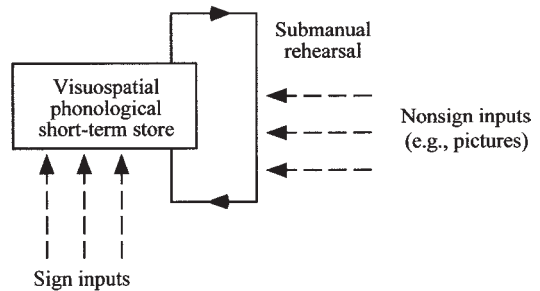 Submanual
rehearsal
Visuospatial
phonological
short-term store
Nonsign inputs
(e.g., pictures)
Sign inputs